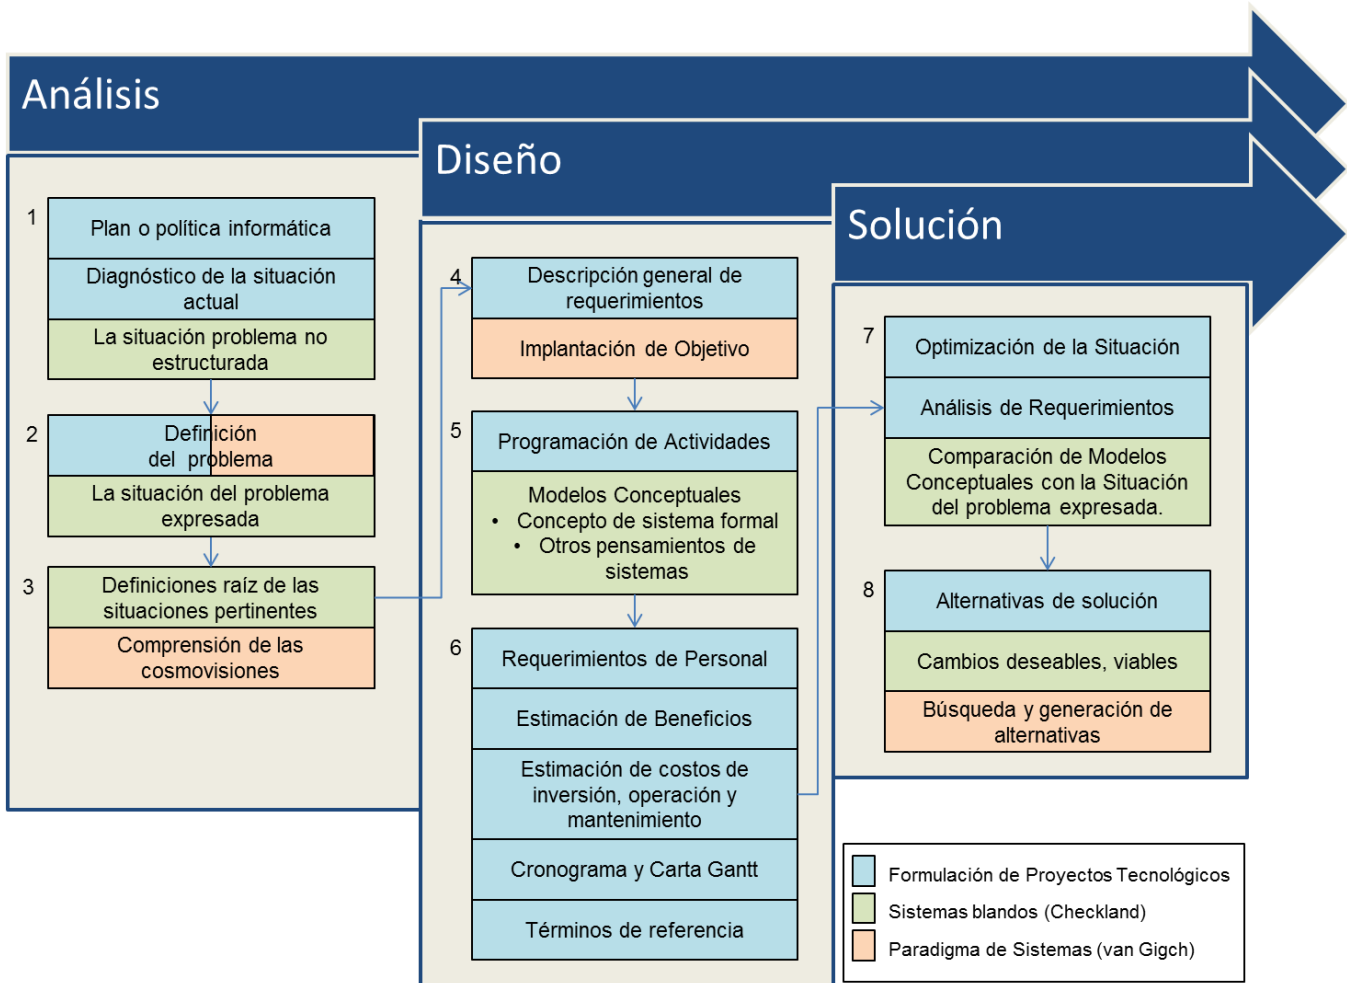 Análisis
Diseño
Solución
1
Plan o política informática
Diagnóstico de la situación
actual
La situación problema no
estructurada
2
Definición
del problema
La situación del problema
expresada
3
Definiciones raíz de las
situaciones pertinentes
Comprensión de las
cosmovisiones
4
Descripción general de
requerimientos
Implantación de Objetivo
5
Programación de Actividades
Modelos Conceptuales
• Concepto de sistema formal
• Otros pensamientos de
sistemas
6
Requerimientos de Personal
Estimación de Beneficios
Estimación de costos de
inversión, operación y
mantenimiento
Cronograma y Carta Gantt
Términos de referencia
7
Optimización de la Situación
Análisis de Requerimientos
Comparación de Modelos
Conceptuales con la Situación
del problema expresada.
8
Alternativas de solución
Cambios deseables, viables
Búsqueda y generación de
alternativas
Formulación de Proyectos Tecnológicos
Sistemas blandos (Checkland)
Paradigma de Sistemas (van Gigch)